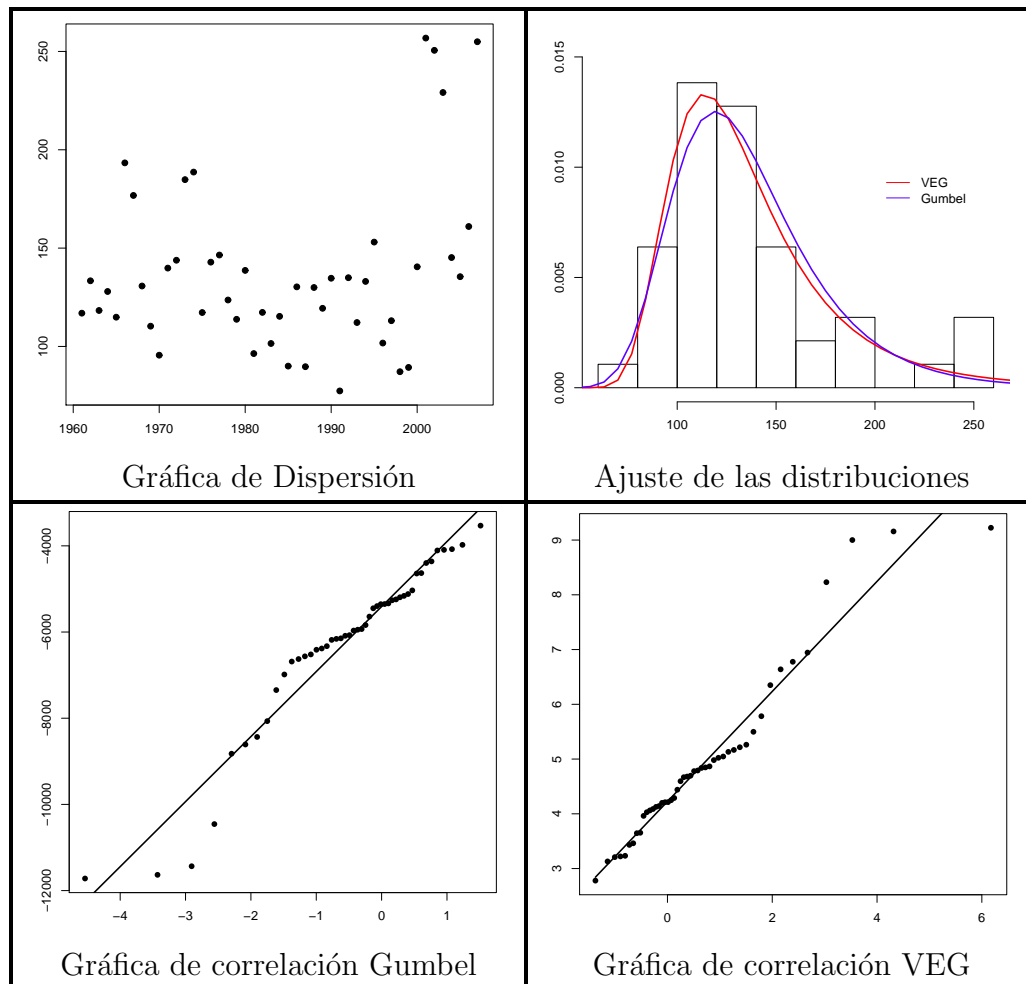 250
200
150
100
1960 1970 1980 1990 2000
Gráfica de Dispersión
0.015
0.010
0.005
0.000
VEG
Gumbel
100 150 200 250
Ajuste de las distribuciones
−4000
−6000
−8000
−10000
−12000
−4 −3 −2 −1 0 1
Gráfica de correlación Gumbel
9
8
7
6
5
4
3
0 2 4 6
Gráfica de correlación VEG